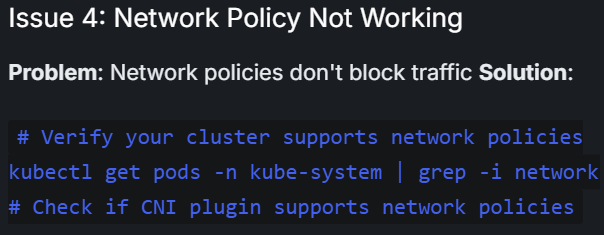 Issue 4: Network Policy Not Working
Problem: Network policies don't block traffic Solution:
# Verify your cluster supports network policies
kubectl get pods -n kube-system | grep -i network
# Check if CNI plugin supports network policies